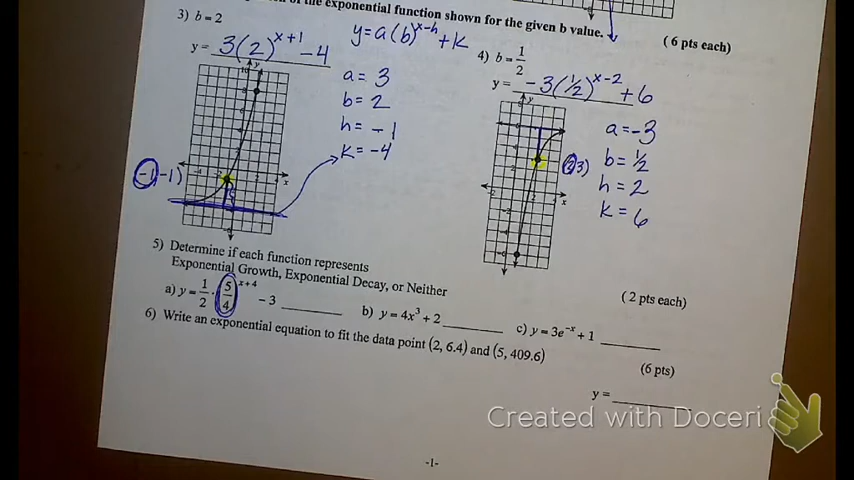 of the exponential function shown for the given b value.
(6 pts each)
3) b = 2
y = 3(2)^x+1 - 4
y = a(b)^x-h + k
a = 3
b = 2
h = -1
k = -4
-1,-1)
4) b = 1/2
y = -3(1/2)^x-2 + 6
a = -3
b = 1/2
h = 2
k = 6
2,3)
5) Determine if each function represents
Exponential Growth, Exponential Decay, or Neither
(2 pts each)
a) y = 1/2 · (5/4)^x+4 - 3 ________
b) y = 4x^3 + 2 ________
c) y = 3e^-x + 1 ________
6) Write an exponential equation to fit the data point (2, 6.4) and (5, 409.6)
(6 pts)
y = ________
Created with Doceri
-1-